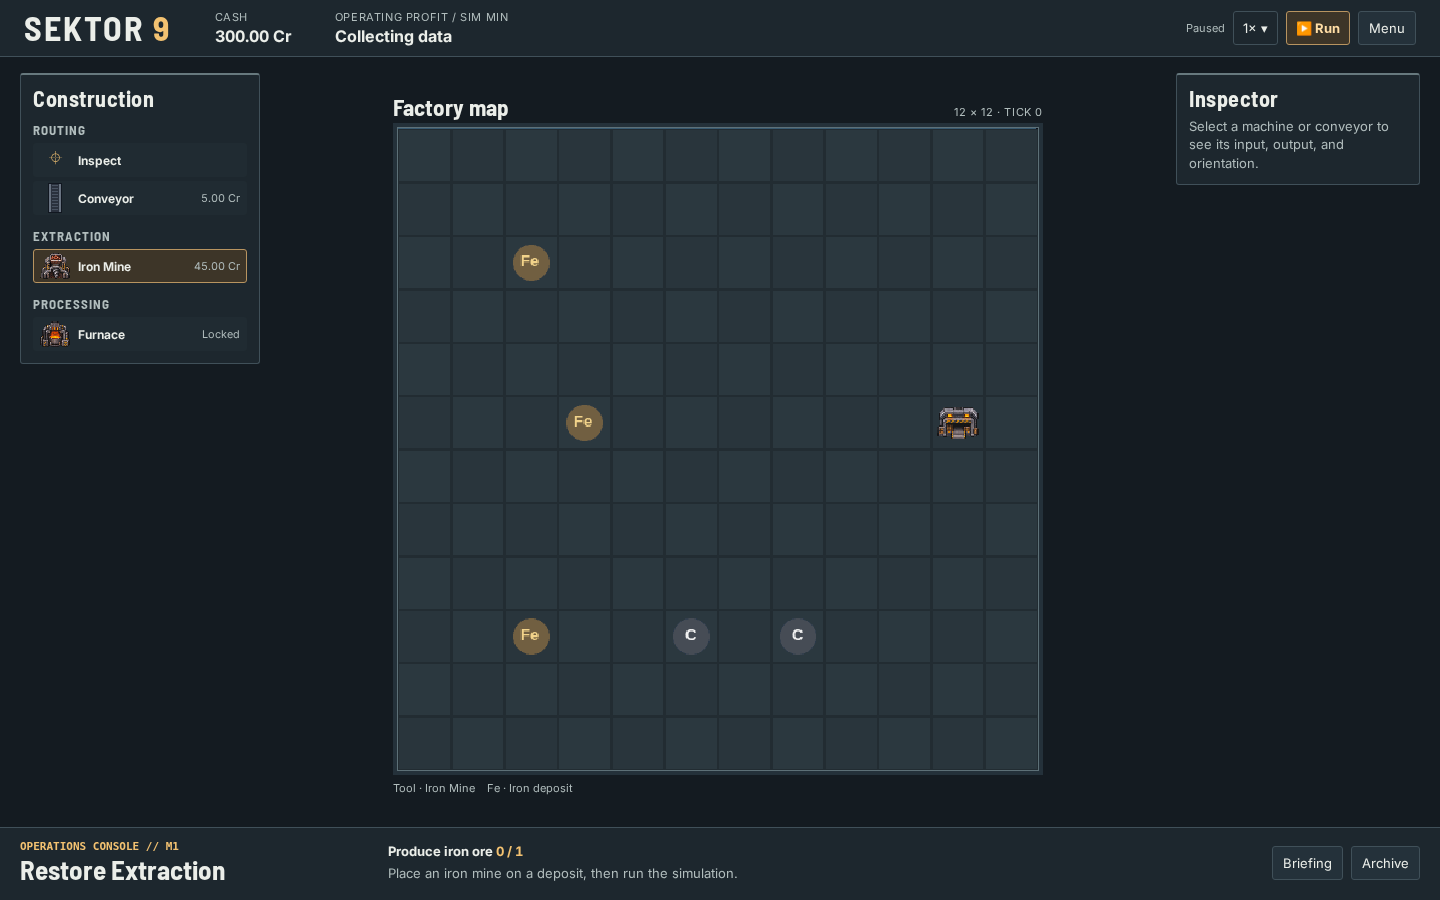 SEKTOR 9
CASH
300.00 Cr
OPERATING PROFIT / SIM MIN
Collecting data
Paused
1× ▾
▶ Run
Menu
Construction
ROUTING
Inspect
Conveyor 5.00 Cr
EXTRACTION
Iron Mine 45.00 Cr
PROCESSING
Furnace Locked
Factory map
12 × 12 · TICK 0
Fe
Fe
Fe
C
C
Tool · Iron Mine Fe · Iron deposit
Inspector
Select a machine or conveyor to
see its input, output, and
orientation.
OPERATIONS CONSOLE // M1
Restore Extraction
Produce iron ore 0 / 1
Place an iron mine on a deposit, then run the simulation.
Briefing
Archive